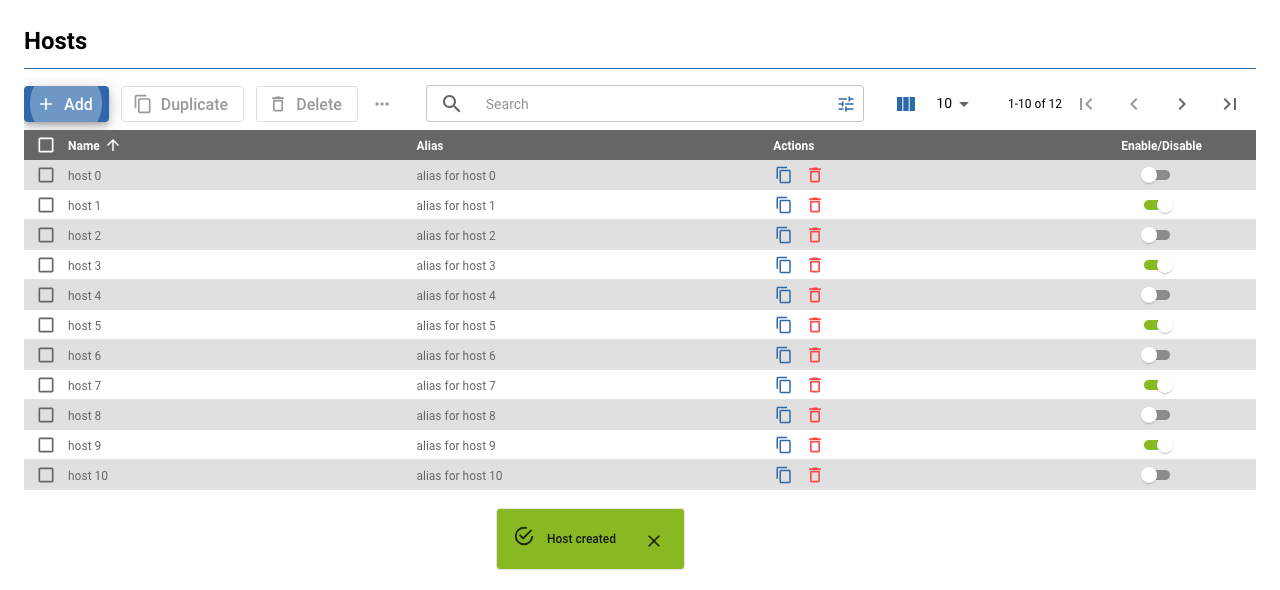 Hosts
Add Duplicate Delete Search 10 1-10 of 12
Name Alias Actions Enable/Disable
host 0 alias for host 0
host 1 alias for host 1
host 2 alias for host 2
host 3 alias for host 3
host 4 alias for host 4
host 5 alias for host 5
host 6 alias for host 6
host 7 alias for host 7
host 8 alias for host 8
host 9 alias for host 9
host 10 alias for host 10
Host created